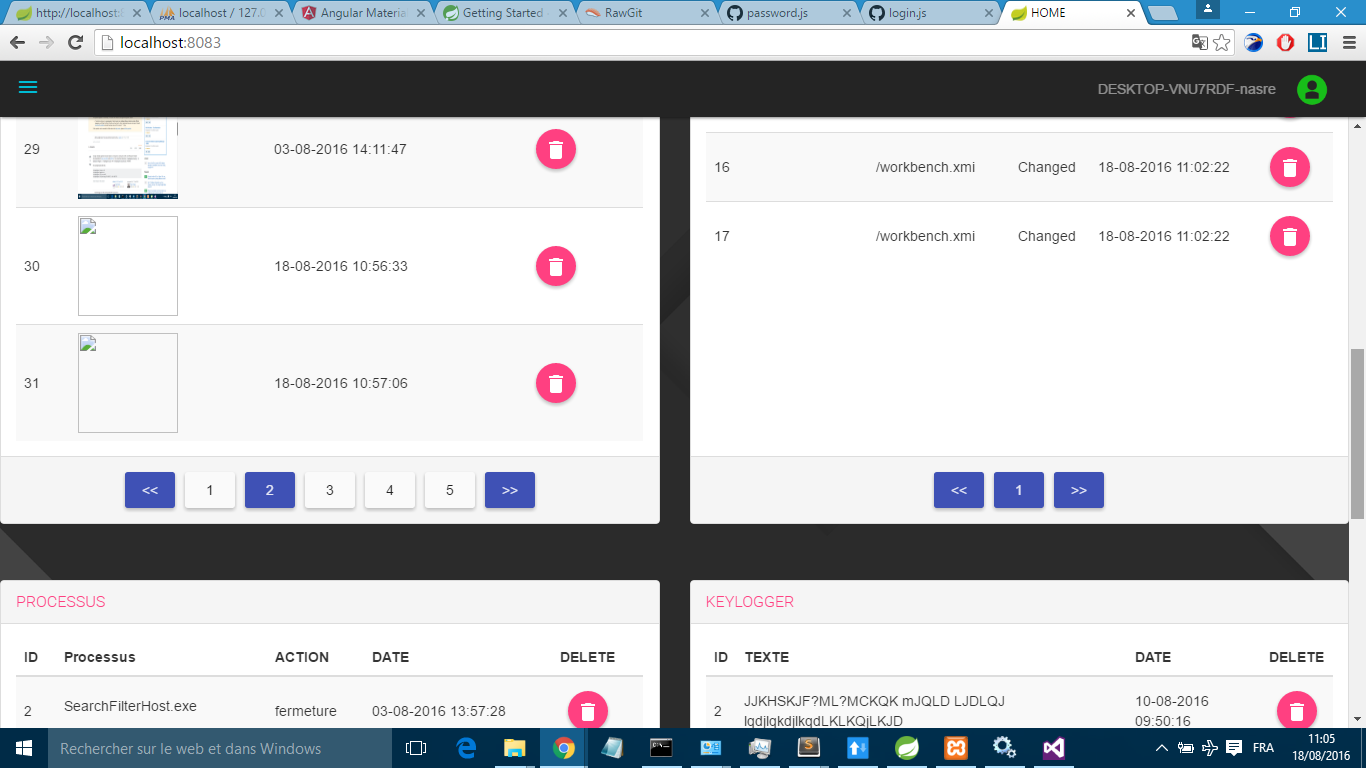 http://localhost:
localhost / 127.0
Angular Materia
Getting Started -
RawGit
password.js
login.js
HOME
localhost:8083
LI
DESKTOP-VNU7RDF-nasre
29 03-08-2016 14:11:47
30 18-08-2016 10:56:33
31 18-08-2016 10:57:06
<< 1 2 3 4 5 >>
16 /workbench.xmi Changed 18-08-2016 11:02:22
17 /workbench.xmi Changed 18-08-2016 11:02:22
<< 1 >>
PROCESSUS
ID Processus ACTION DATE DELETE
2 SearchFilterHost.exe fermeture 03-08-2016 13:57:28
KEYLOGGER
ID TEXTE DATE DELETE
2 JJKHSKJF?ML?MCKQK mJQLD LJDLQJ 10-08-2016
lqdjlqkdjlkqdLKLKQjLKJD 09:50:16
Rechercher sur le web et dans Windows
FRA
11:05
18/08/2016